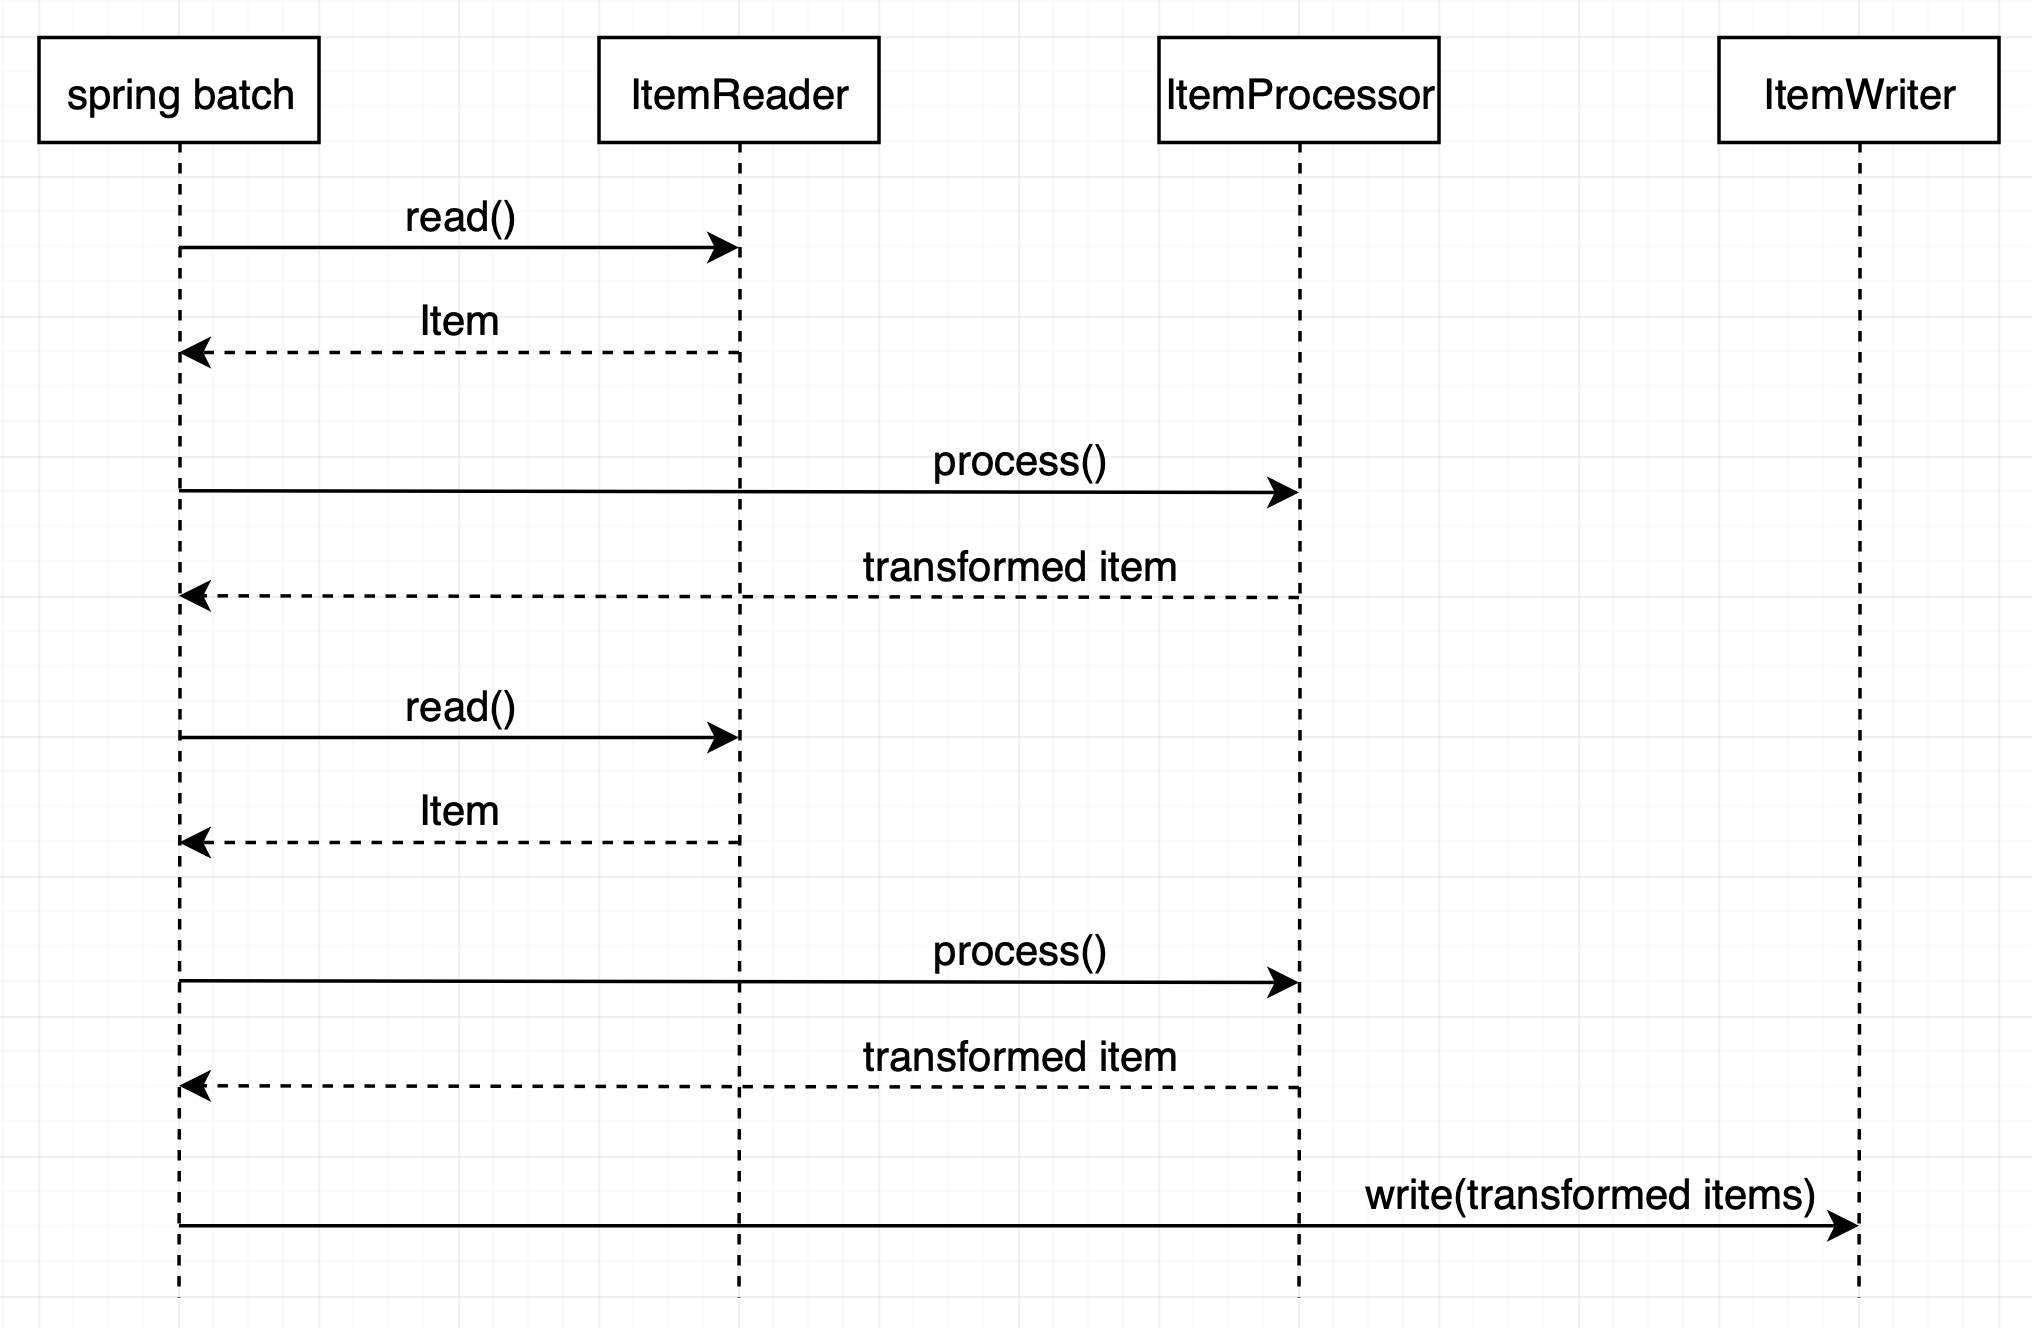 spring batch
ItemReader
ItemProcessor
ItemWriter
read()
Item
process()
transformed item
read()
Item
process()
transformed item
write(transformed items)